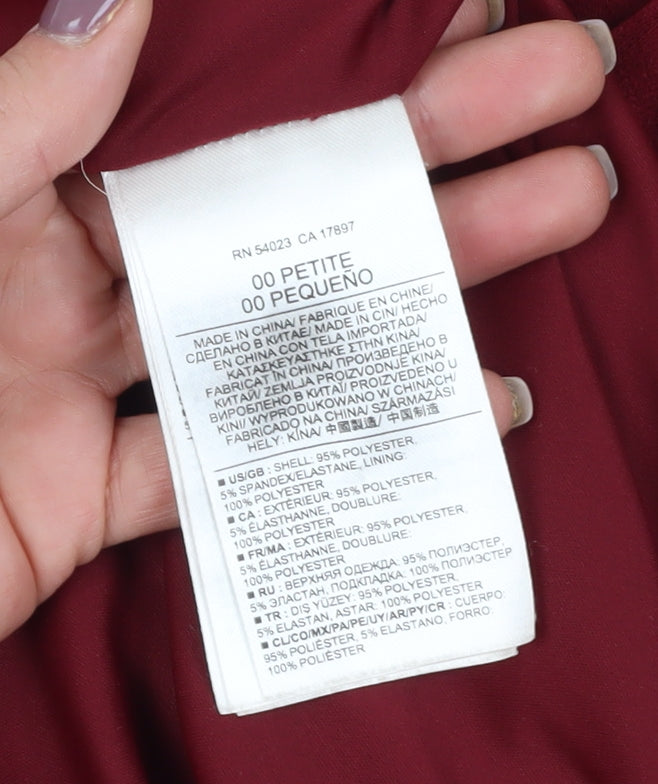 RN 54023 CA 17897
00 PETITE
00 PEQUEÑO
MADE IN CHINA/ FABRIQUE EN CHINE/
СДЕЛАНО В КИТАЕ/ MADE IN CIN/ HECHO
EN CHINA CON TELA IMPORTADA/
ΚΑΤΑΣΚΕΥΑΣΤΗΚΕ ΣΤΗΝ ΚΙΝΑ/
FABRICAT IN CHINA/ ПРОИЗВЕДЕНО В
КИТАЙ/ ZEMLJA PROIZVODNJE KINA/
ВИРОБЛЕНО В КИТАЇ/ PROIZVEDENO U
KINI/ WYPRODUKOWANO W CHINACH/
FABRICADO NA CHINA/ SZÁRMAZÁSI
HELY: KÍNA/ 中國製造/ 中国制造
■ US/GB : SHELL: 95% POLYESTER,
5% SPANDEX/ELASTANE, LINING:
100% POLYESTER
■ CA : EXTÉRIEUR: 95% POLYESTER,
5% ÉLASTHANNE, DOUBLURE:
100% POLYESTER
■ FR/MA : EXTÉRIEUR: 95% POLYESTER,
5% ÉLASTHANNE, DOUBLURE:
100% POLYESTER
■ RU : ВЕРХНЯЯ ОДЕЖДА: 95% ПОЛИЭСТЕР,
5% ЭЛАСТАН, ПОДКЛАДКА: 100% ПОЛИЭСТЕР
■ TR : DIŞ YÜZEY: 95% POLYESTER,
5% ELASTAN, ASTAR: 100% POLYESTER
■ CL/CO/MX/PA/PE/UY/AR/PY/CR : CUERPO:
95% POLIÉSTER, 5% ELASTANO, FORRO:
100% POLIÉSTER